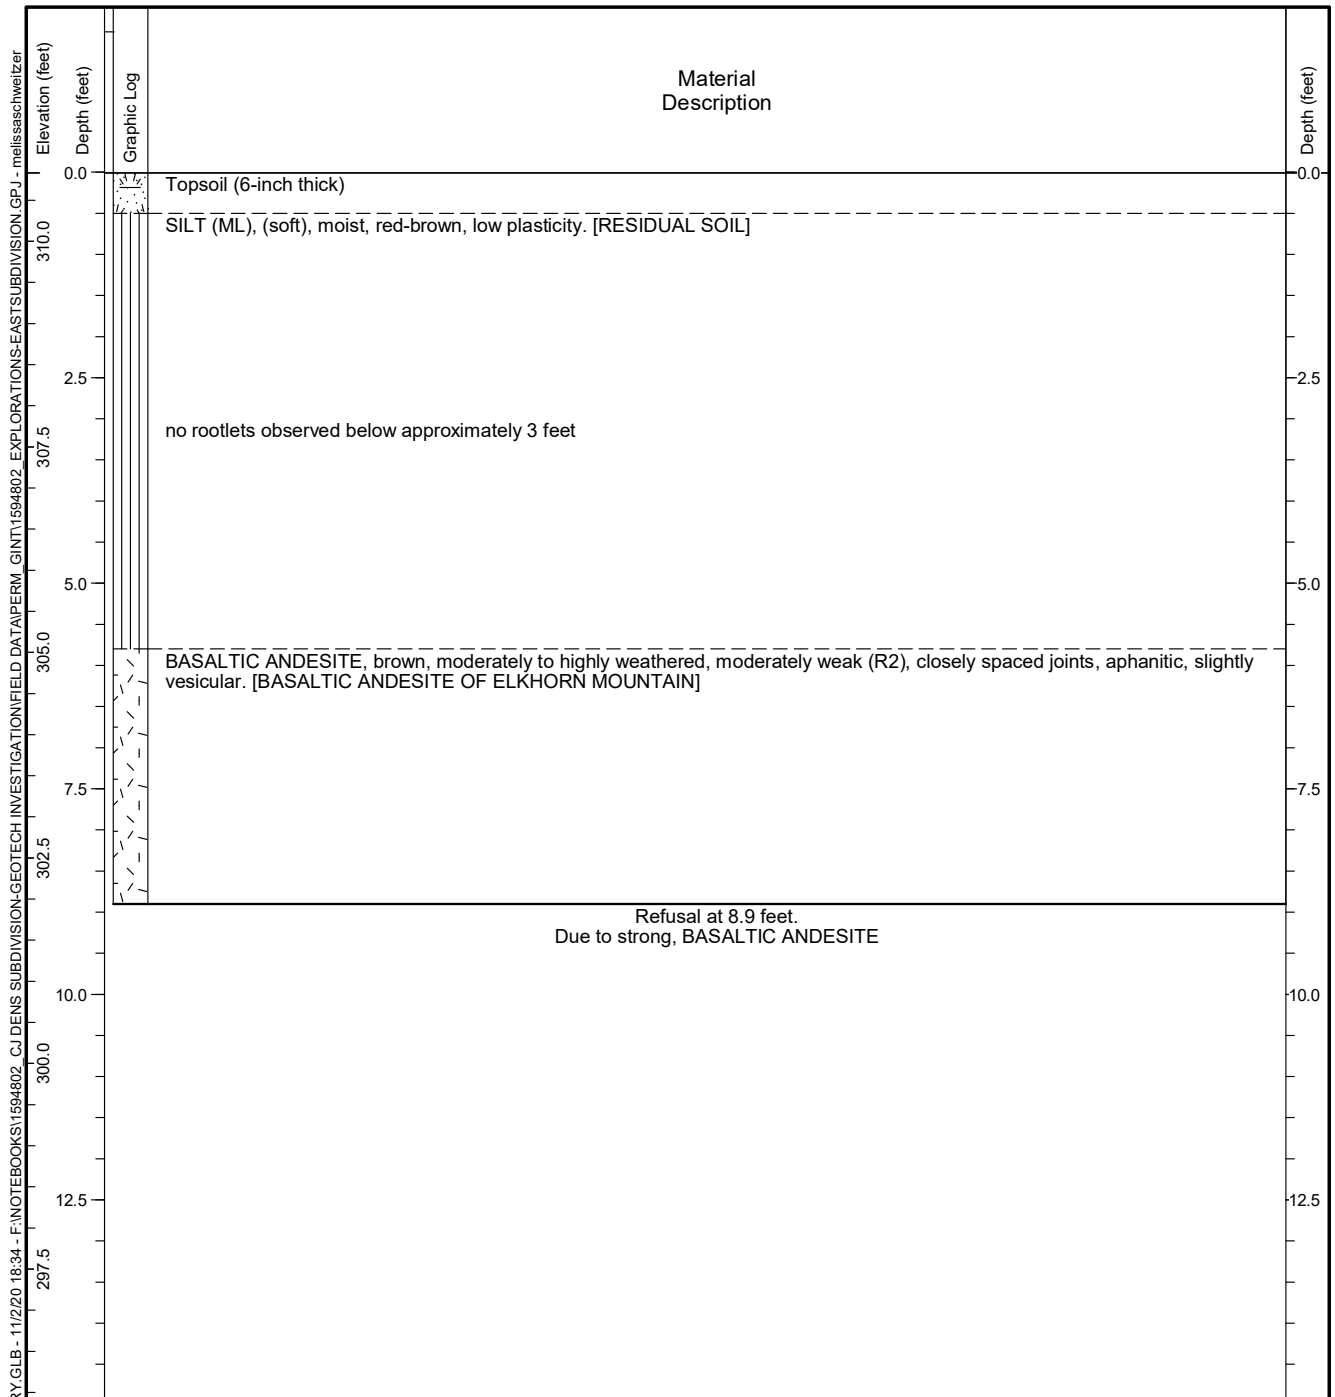 RY.GLB - 11/2/20 18:34 - F:\NOTEBOOKS\1594802_CJ DENS SUBDIVISION-GEOTECH INVESTIGATION\FIELD DATA\PERM_GINT\1594802_EXPLORATIONS-EASTSUBDIVISION.GPJ - melissaschweitzer
Elevation (feet)
Depth (feet)
Graphic Log
Material
Description
Depth (feet)
0.0
0.0
Topsoil (6-inch thick)
SILT (ML), (soft), moist, red-brown, low plasticity. [RESIDUAL SOIL]
310.0
2.5
2.5
no rootlets observed below approximately 3 feet
307.5
5.0
5.0
305.0
BASALTIC ANDESITE, brown, moderately to highly weathered, moderately weak (R2), closely spaced joints, aphanitic, slightly
vesicular. [BASALTIC ANDESITE OF ELKHORN MOUNTAIN]
7.5
7.5
302.5
Refusal at 8.9 feet.
Due to strong, BASALTIC ANDESITE
10.0
10.0
300.0
12.5
12.5
297.5